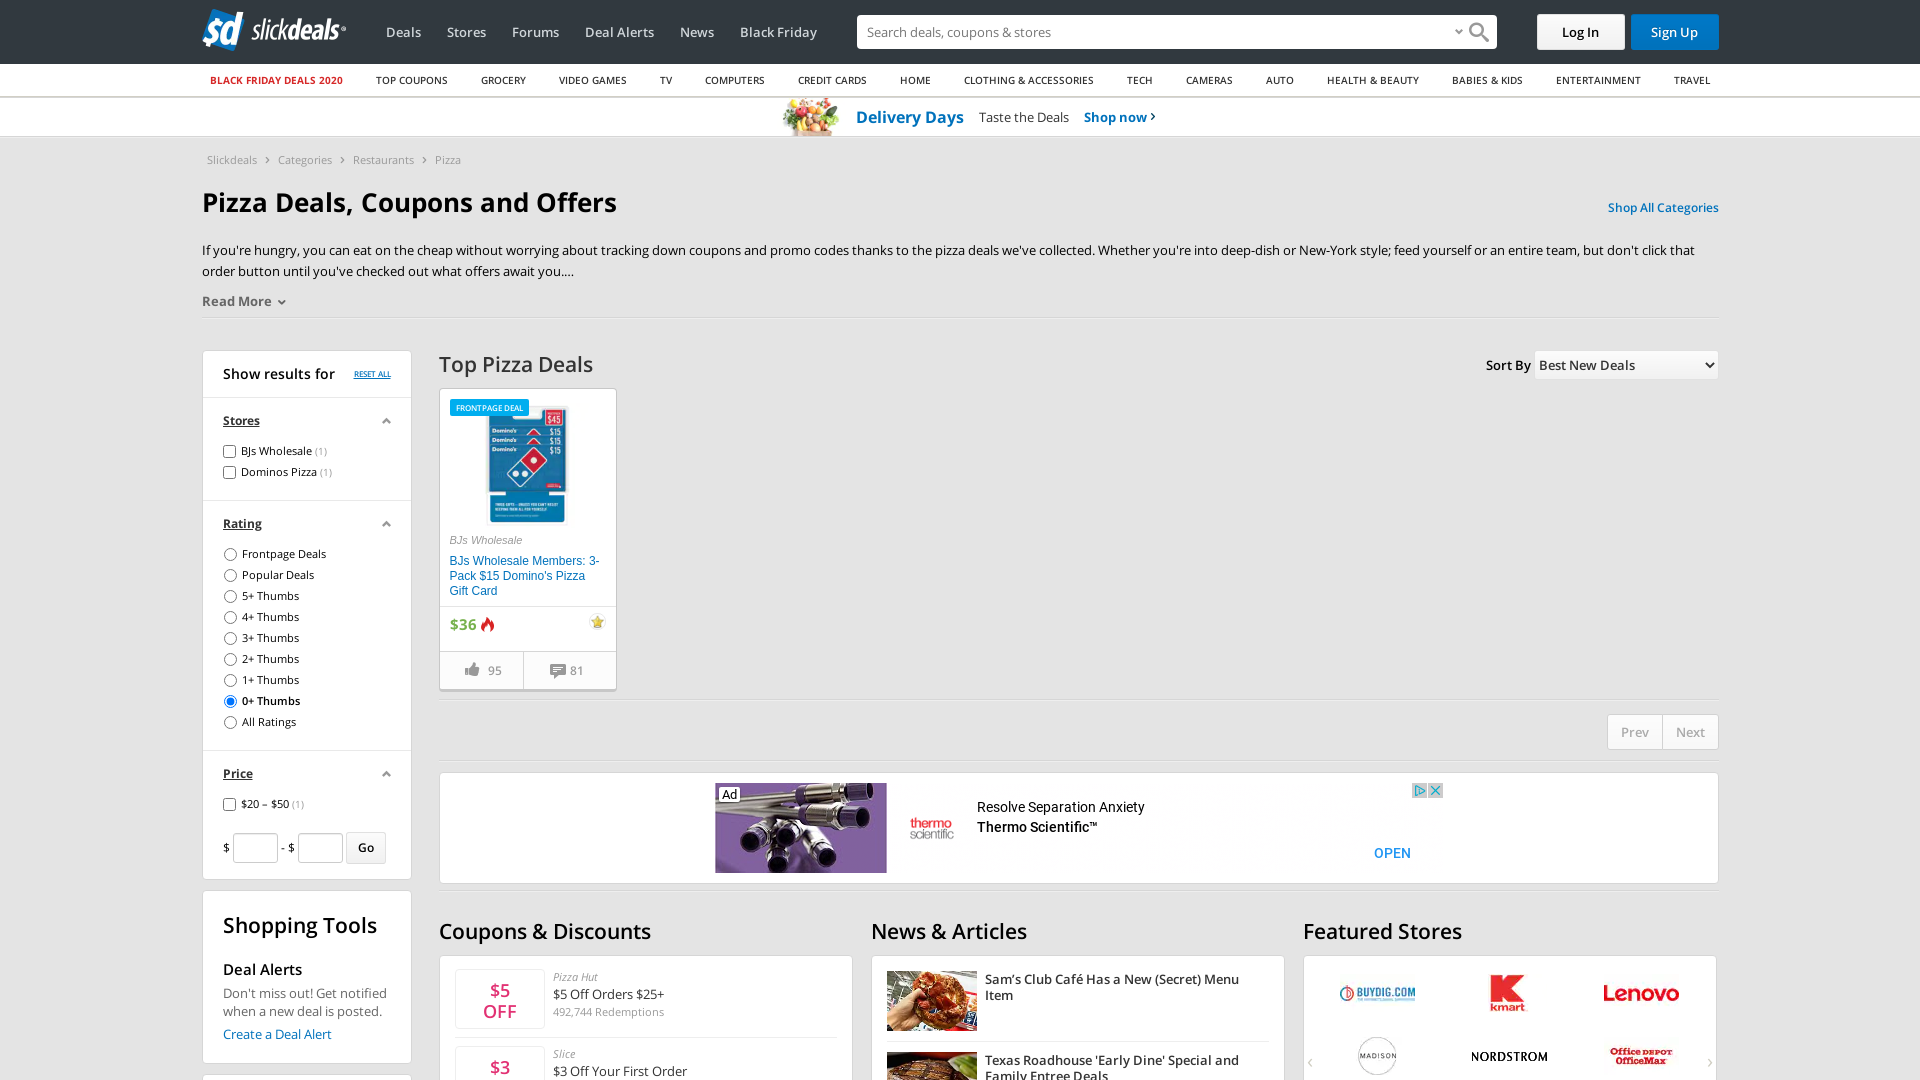 sd slickdeals
Deals
Stores
Forums
Deal Alerts
News
Black Friday
Search deals, coupons & stores
Log In
Sign Up
BLACK FRIDAY DEALS 2020
TOP COUPONS
GROCERY
VIDEO GAMES
TV
COMPUTERS
CREDIT CARDS
HOME
CLOTHING & ACCESSORIES
TECH
CAMERAS
AUTO
HEALTH & BEAUTY
BABIES & KIDS
ENTERTAINMENT
TRAVEL
Delivery Days Taste the Deals Shop now
Slickdeals > Categories > Restaurants > Pizza
Pizza Deals, Coupons and Offers
Shop All Categories
If you're hungry, you can eat on the cheap without worrying about tracking down coupons and promo codes thanks to the pizza deals we've collected. Whether you're into deep-dish or New-York style; feed yourself or an entire team, but don't click that
order button until you've checked out what offers await you....
Read More
Show results for
RESET ALL
Stores
BJs Wholesale (1)
Dominos Pizza (1)
Rating
Frontpage Deals
Popular Deals
5+ Thumbs
4+ Thumbs
3+ Thumbs
2+ Thumbs
1+ Thumbs
0+ Thumbs
All Ratings
Price
$20 – $50 (1)
$ - $ Go
Shopping Tools
Deal Alerts
Don't miss out! Get notified
when a new deal is posted.
Create a Deal Alert
Top Pizza Deals
Sort By Best New Deals
FRONTPAGE DEAL
$45
Domino's $15
Domino's $15
Domino's $15
BJs Wholesale
BJs Wholesale Members: 3-
Pack $15 Domino's Pizza
Gift Card
$36
95
81
Prev
Next
Ad
thermo
scientific
Resolve Separation Anxiety
Thermo Scientific™
OPEN
Coupons & Discounts
$5
OFF
Pizza Hut
$5 Off Orders $25+
492,744 Redemptions
$3
Slice
$3 Off Your First Order
News & Articles
Sam's Club Café Has a New (Secret) Menu
Item
Texas Roadhouse 'Early Dine' Special and
Family Entree Deals
Featured Stores
BUYDIG.COM
kmart
Lenovo
MADISON
NORDSTROM
Office DEPOT
OfficeMax